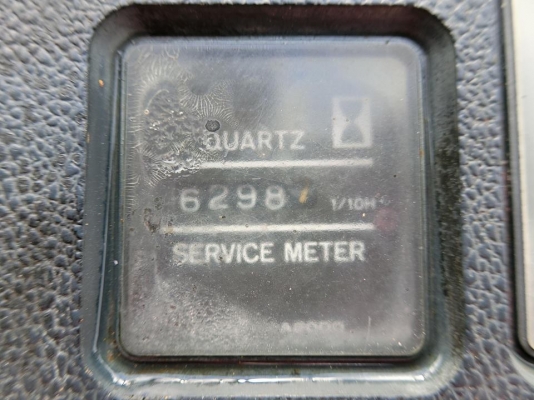 QUARTZ
6298 1/10H
SERVICE METER